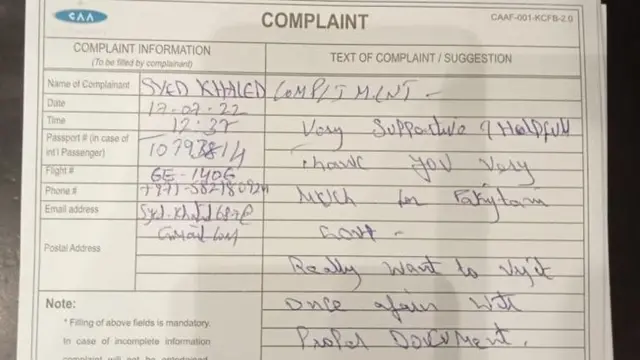 CAA
COMPLAINT
CAAF-001-KCFB-2.0
COMPLAINT INFORMATION
(To be filled by complainant)
TEXT OF COMPLAINT / SUGGESTION
Name of Complainant SYED KHALED
COMPLIMENT -
Date 17-07-22
Time 12:37
Very Supportive & Helpfull
Passport # (in case of
int'l Passenger)
Thank you very
Flight #
Phone #
Much for Pakistan
Email address
Govt -
Gmail.com
Postal Address
Really want to visit
Note:
once again with
* Filling of above fields is mandatory.
In case of incomplete information
Proper Document.
complaint will not be entertained